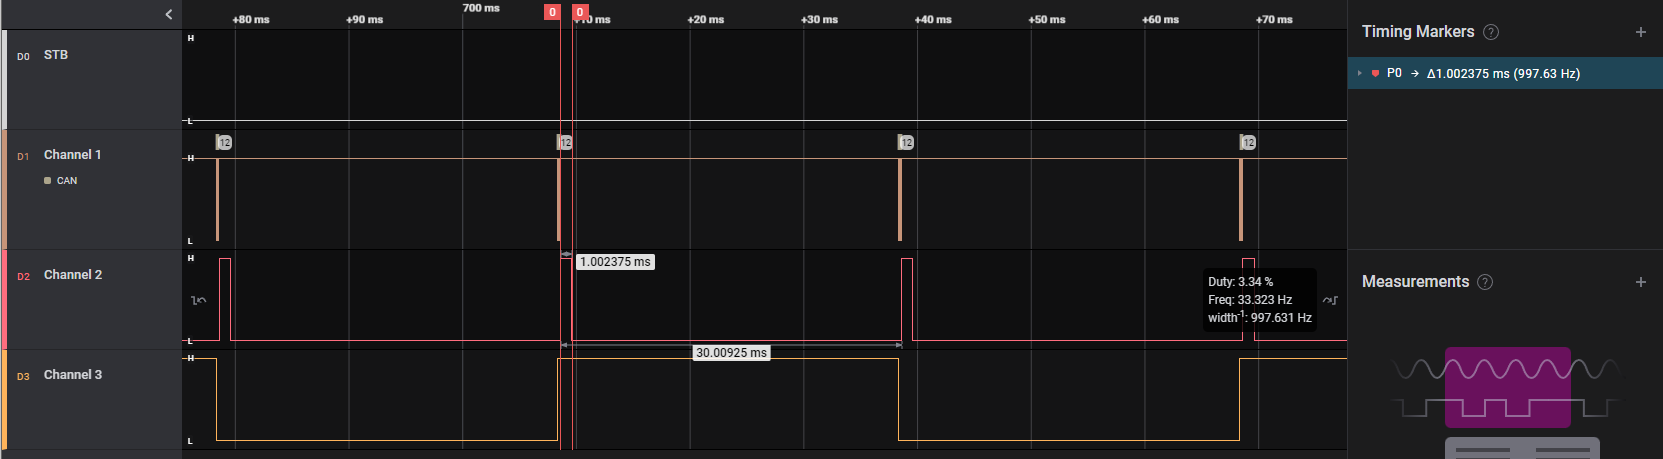 +80 ms
+90 ms
700 ms
0
0
+10 ms
+20 ms
+30 ms
+40 ms
+50 ms
+60 ms
+70 ms
D0 STB
H
L
D1 Channel 1
CAN
H
L
12
12
12
12
D2 Channel 2
H
L
1.002375 ms
30.00925 ms
Duty: 3.34 %
Freq: 33.323 Hz
width⁻¹: 997.631 Hz
D3 Channel 3
H
L
Timing Markers ?
P0 → Δ1.002375 ms (997.63 Hz)
Measurements ?